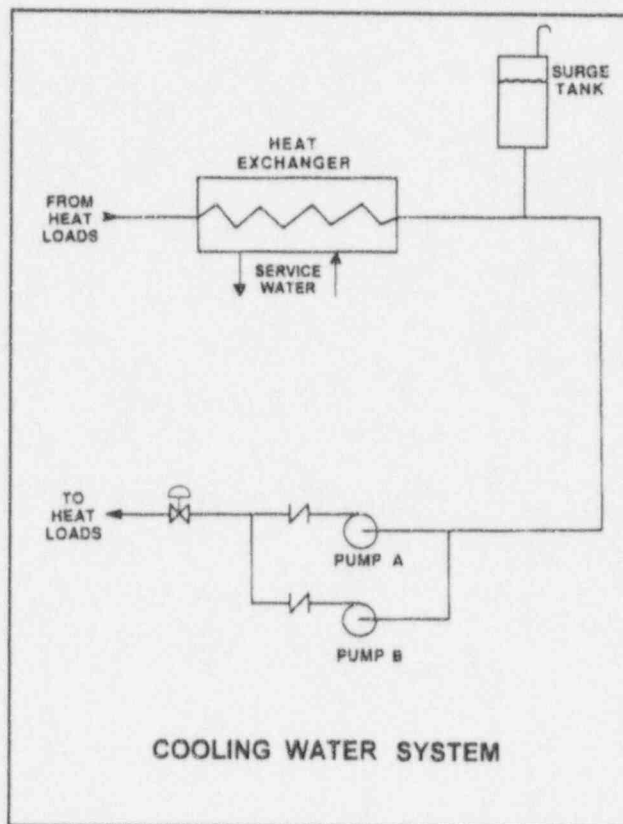 SURGE
TANK
HEAT
EXCHANGER
FROM
HEAT
LOADS
SERVICE
WATER
TO
HEAT
LOADS
PUMP A
PUMP B
COOLING WATER SYSTEM